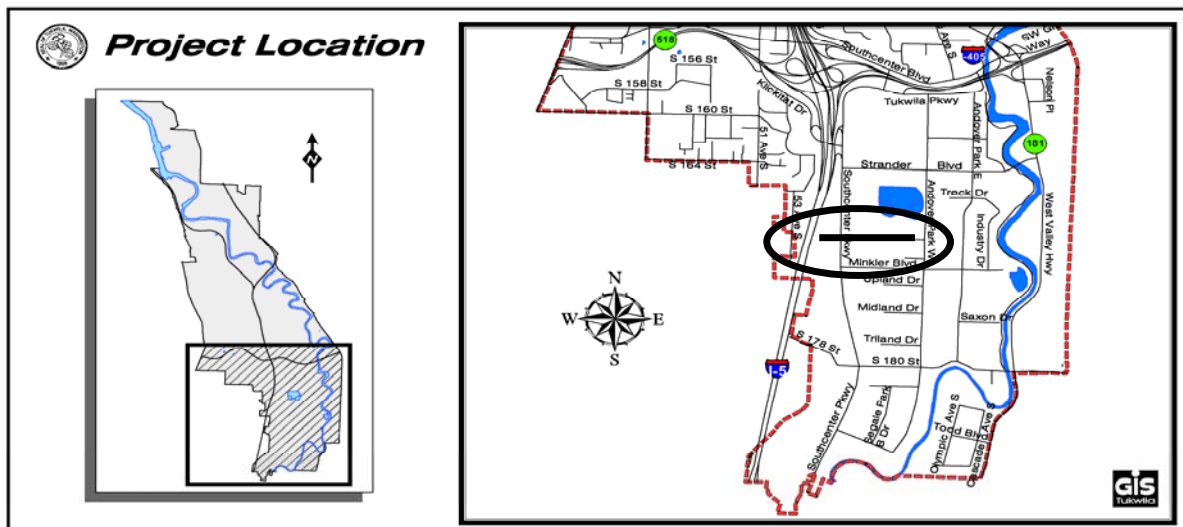 Project Location
N
518
S 156 St
S 158 St
S 160 St
S 164 St
Klickitat Dr
51 Ave S
53 Ave S
Southcenter Blvd
Ave S
I-405
SW G
Way
Nelson Pl
Tukwila Pkwy
Andover Park E
181
Strander Blvd
Southcenter Pkwy
Andover Park W
Treck Dr
Industry Dr
West Valley Hwy
Minkler Blvd
Upland Dr
Midland Dr
Saxon Dr
Triland Dr
S 178 St
S 180 St
I-5
N
W E
S
Southcenter Pkwy
Segale Park
B Dr
Olympic Ave S
Todd Blvd
Cascade Ave S
GIS
Tukwila